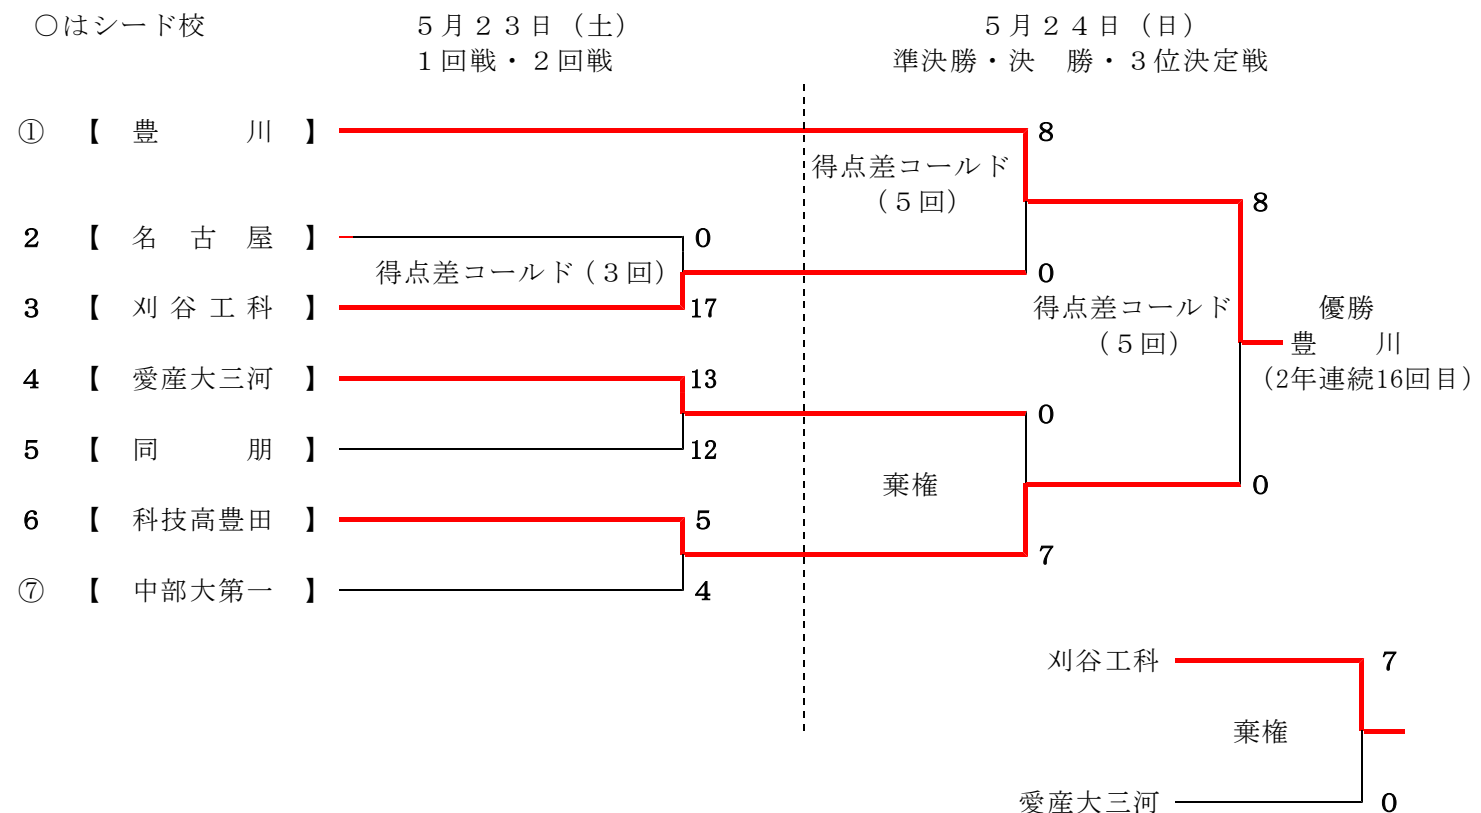 〇はシード校　５月２３日（土）　５月２４日（日）
１回戦・２回戦　準決勝・決　勝・３位決定戦
① 【 豊　川 】 8
得点差コールド
（５回）
8
2 【 名　古　屋 】 0
得点差コールド（３回） 0
3 【 刈谷工科 】 17
得点差コールド 優勝
（５回） 豊　川
4 【 愛産大三河 】 13 （2年連続16回目）
0
5 【 同　朋 】 12
棄権 0
6 【 科技高豊田 】 5
7
⑦ 【 中部大第一 】 4
刈谷工科 7
棄権
愛産大三河 0